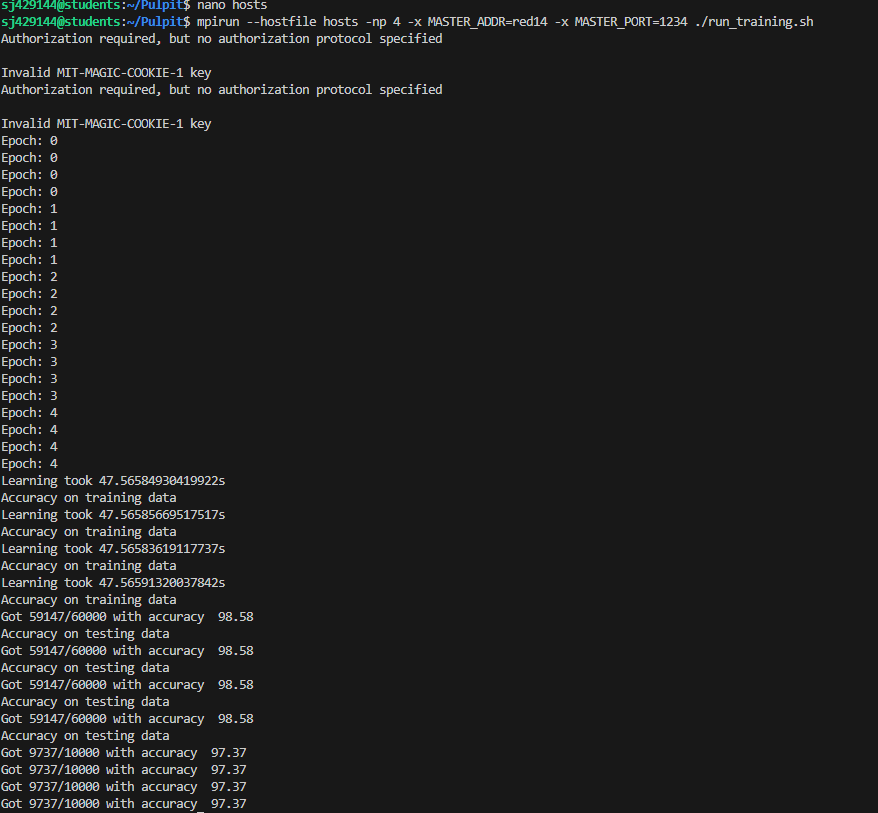 sj429144@students:~/Pulpit$ nano hosts
sj429144@students:~/Pulpit$ mpirun --hostfile hosts -np 4 -x MASTER_ADDR=red14 -x MASTER_PORT=1234 ./run_training.sh
Authorization required, but no authorization protocol specified
Invalid MIT-MAGIC-COOKIE-1 key
Authorization required, but no authorization protocol specified
Invalid MIT-MAGIC-COOKIE-1 key
Epoch: 0
Epoch: 0
Epoch: 0
Epoch: 0
Epoch: 1
Epoch: 1
Epoch: 1
Epoch: 1
Epoch: 2
Epoch: 2
Epoch: 2
Epoch: 2
Epoch: 3
Epoch: 3
Epoch: 3
Epoch: 3
Epoch: 4
Epoch: 4
Epoch: 4
Epoch: 4
Learning took 47.56584930419922s
Accuracy on training data
Learning took 47.56585669517517s
Accuracy on training data
Learning took 47.56583619117737s
Accuracy on training data
Learning took 47.56591320037842s
Accuracy on training data
Got 59147/60000 with accuracy  98.58
Accuracy on testing data
Got 59147/60000 with accuracy  98.58
Accuracy on testing data
Got 59147/60000 with accuracy  98.58
Accuracy on testing data
Got 59147/60000 with accuracy  98.58
Accuracy on testing data
Got 9737/10000 with accuracy  97.37
Got 9737/10000 with accuracy  97.37
Got 9737/10000 with accuracy  97.37
Got 9737/10000 with accuracy  97.37